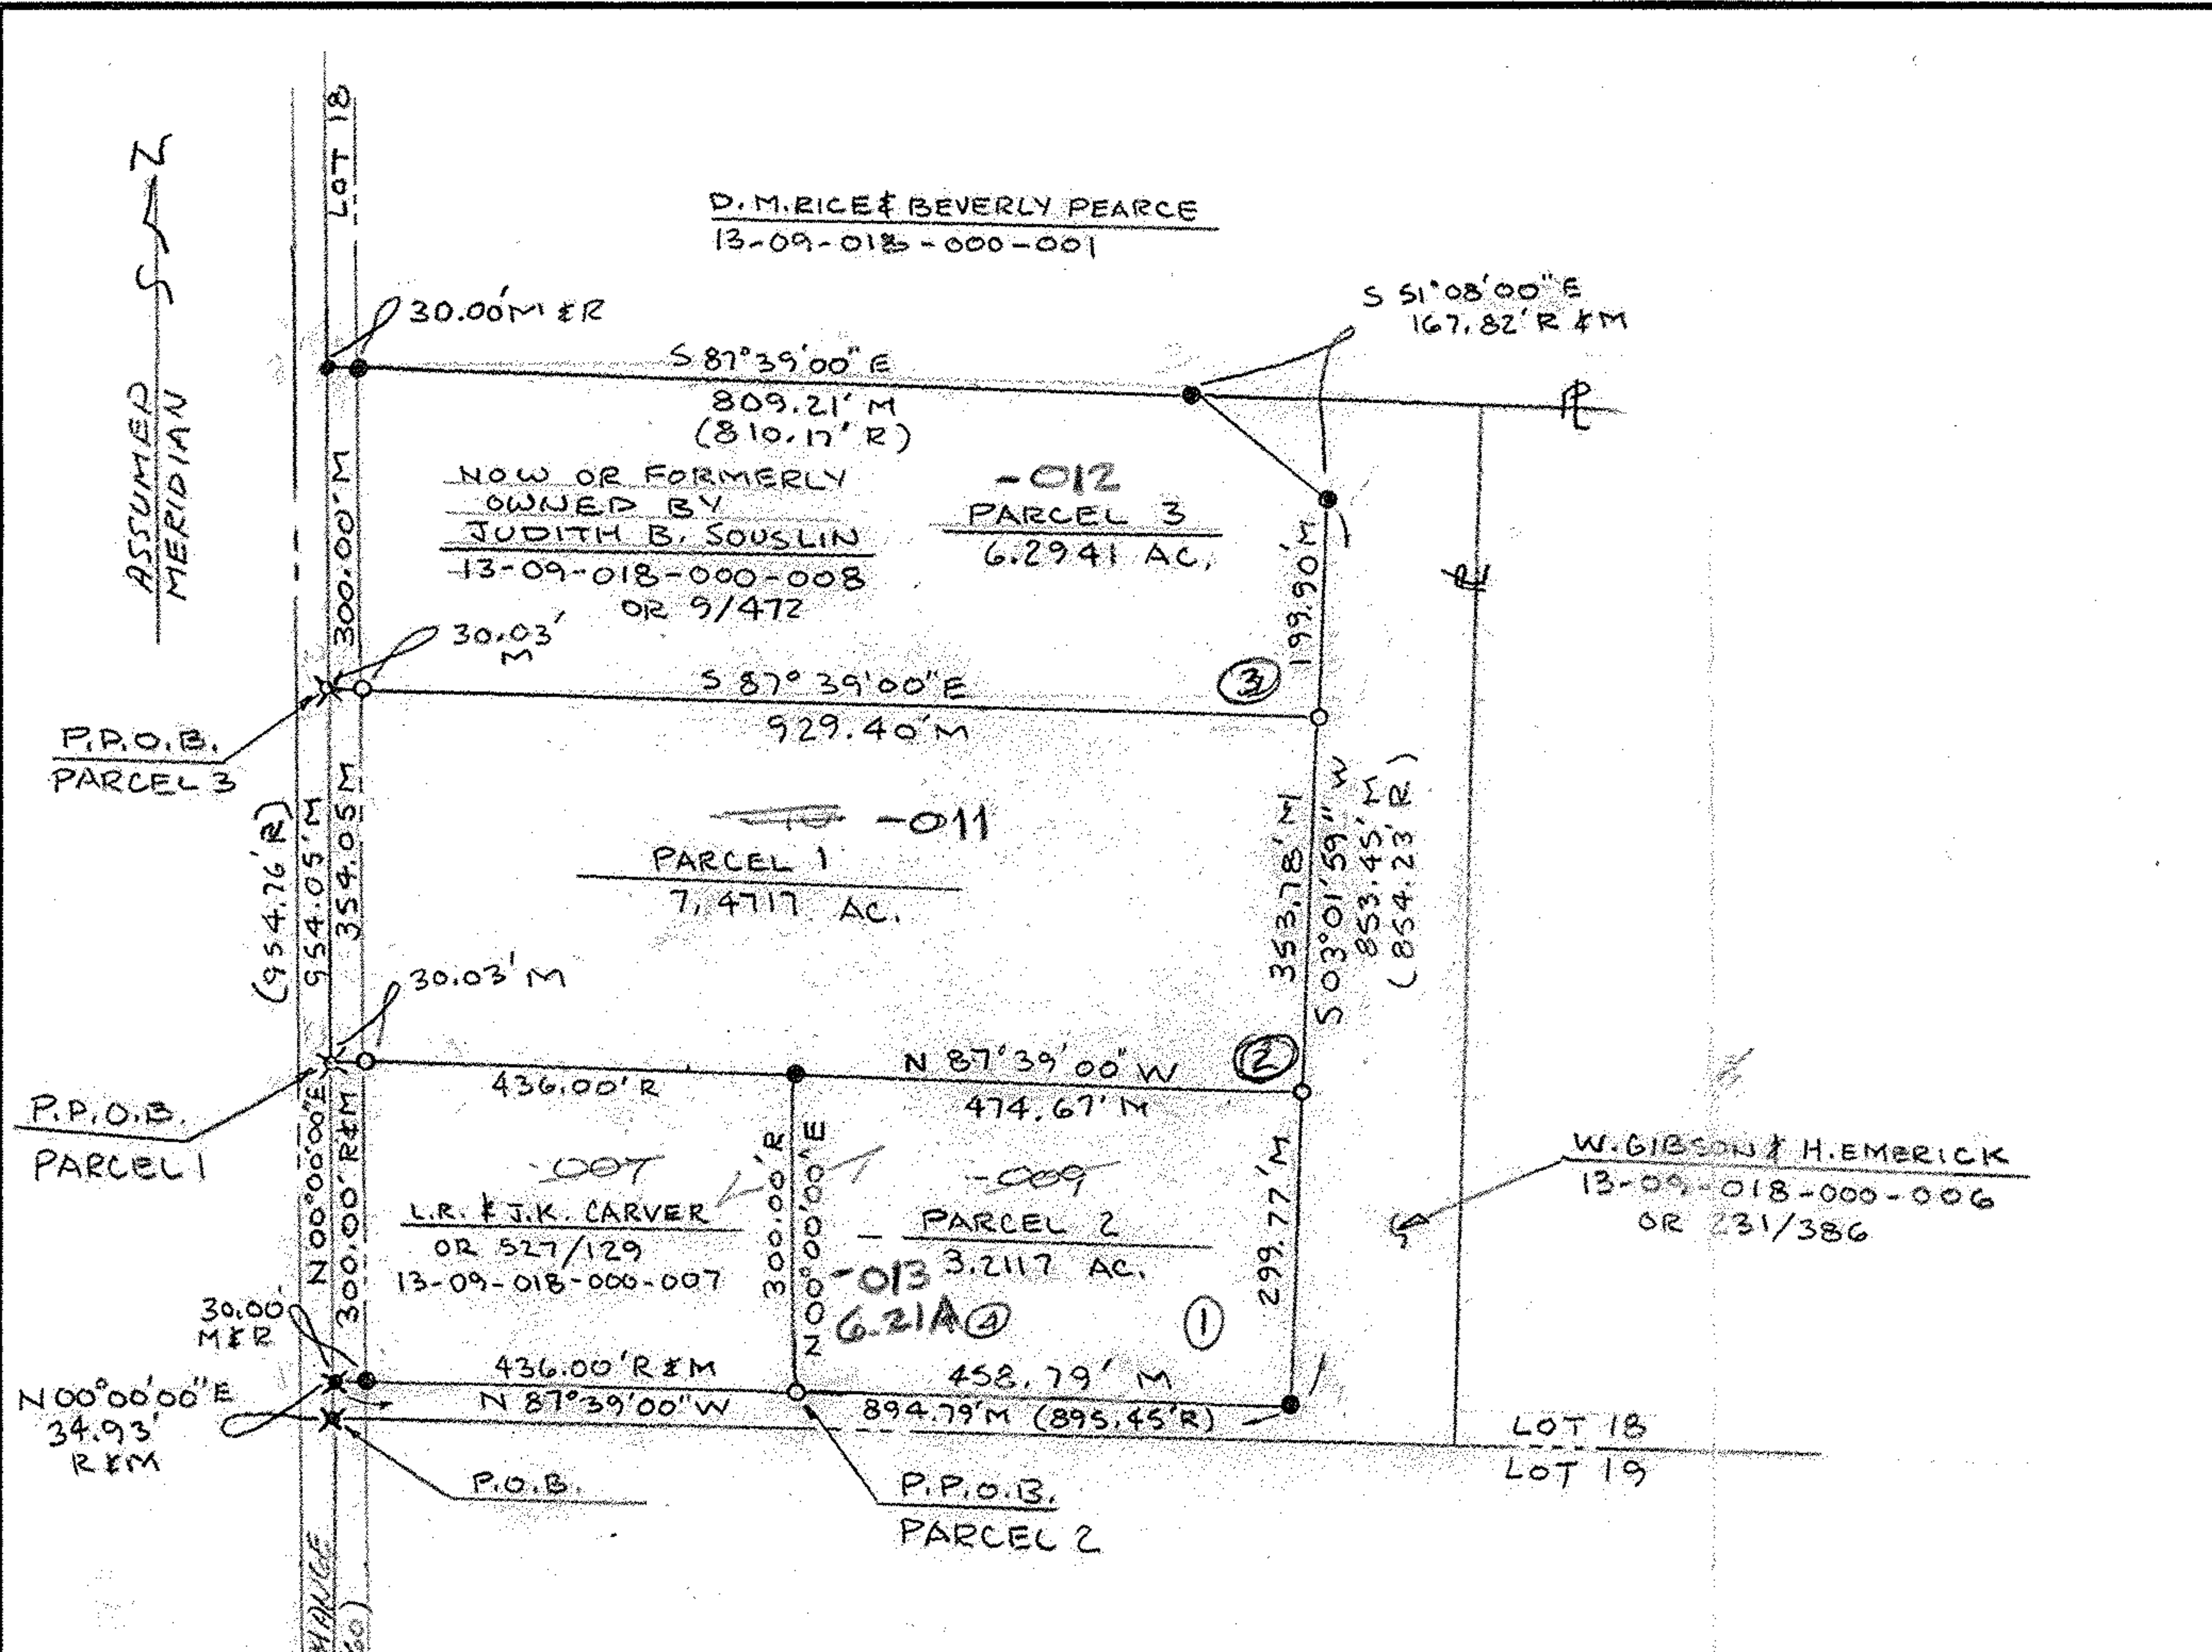 LOT 18
D.M.RICE & BEVERLY PEARCE
13-09-018-000-001
ASSUMED
MERIDIAN
30.00'M & R
S 51°08'00"E
167.82'R & M
S 87°39'00"E
809.21' M
(810.17' R)
NOW OR FORMERLY
OWNED BY
JUDITH B. SOUSLIN
13-09-018-000-008
OR 9/472
-012
PARCEL 3
6.2941 AC.
300.00'M
199.90'M
30.03'
M
S 87°39'00"E
929.40'M
3
P.P.O.B.
PARCEL 3
(954.76'R)
954.05'M
354.05'M
-011
PARCEL 1
7.4717 AC.
353.78'M
S 03°01'59" W
853.45' M
(854.23'R)
30.03'M
436.00'R
N 87°39'00"W
474.67'M
2
P.P.O.B.
PARCEL 1
N 00°00'00"E
300.00'R&M
-007
L.R. & J.K. CARVER
OR 527/129
13-09-018-000-007
300.00'R
N 00°00'00"E
-009
PARCEL 2
3.2117 AC.
-013
6.21A 4
1
299.77'M
W.GIBSON & H.EMERICK
13-09-018-000-006
OR 231/386
30.00'
M & R
436.00'R & M
N 87°39'00"W
458.79' M
894.79'M (895.45'R)
N 00°00'00"E
34.93'
R & M
P.O.B.
P.P.O.B.
PARCEL 2
LOT 18
LOT 19